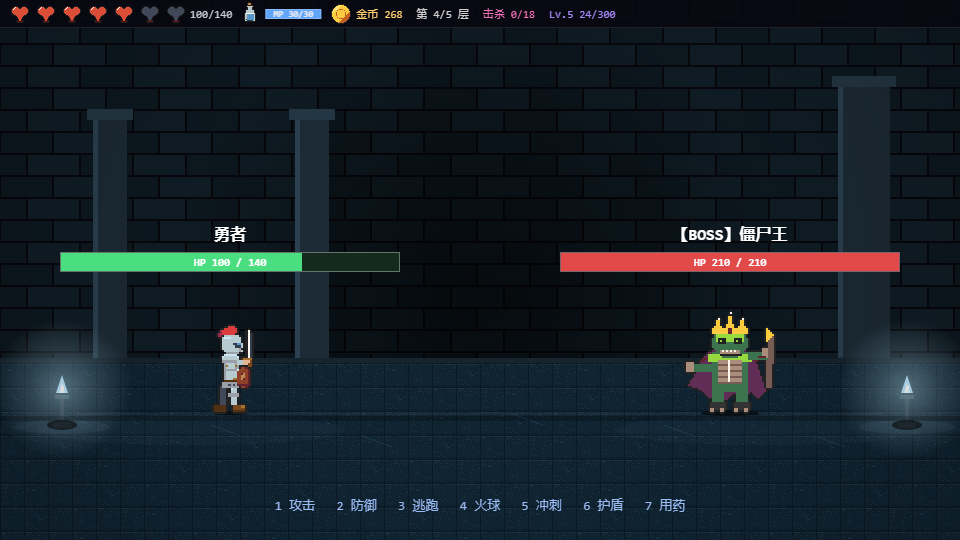 100/140 MP 30/30 金币 268 第 4/5 层 击杀 0/18 Lv.5 24/300
勇者 【BOSS】僵尸王
HP 100 / 140 HP 210 / 210
1 攻击 2 防御 3 逃跑 4 火球 5 冲刺 6 护盾 7 用药